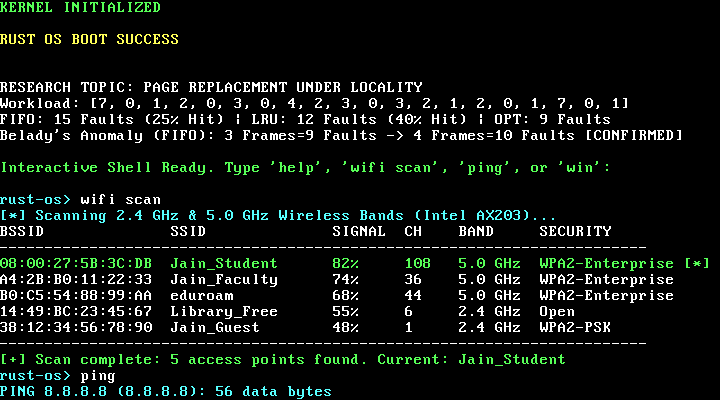 KERNEL INITIALIZED
RUST OS BOOT SUCCESS
RESEARCH TOPIC: PAGE REPLACEMENT UNDER LOCALITY
Workload: [7, 0, 1, 2, 0, 3, 0, 4, 2, 3, 0, 3, 2, 1, 2, 0, 1, 7, 0, 1]
FIFO: 15 Faults (25% Hit) | LRU: 12 Faults (40% Hit) | OPT: 9 Faults
Belady's Anomaly (FIFO): 3 Frames=9 Faults -> 4 Frames=10 Faults [CONFIRMED]
Interactive Shell Ready. Type 'help', 'wifi scan', 'ping', or 'win':
rust-os> wifi scan
[*] Scanning 2.4 GHz & 5.0 GHz Wireless Bands (Intel AX203)...
BSSID SSID SIGNAL CH BAND SECURITY
------------------------------------------------------------------------
08:00:27:5B:3C:DB Jain_Student 82% 108 5.0 GHz WPA2-Enterprise [*]
A4:2B:B0:11:22:33 Jain_Faculty 74% 36 5.0 GHz WPA2-Enterprise
B0:C5:54:88:99:AA eduroam 68% 44 5.0 GHz WPA2-Enterprise
14:49:BC:23:45:67 Library_Free 55% 6 2.4 GHz Open
38:12:34:56:78:90 Jain_Guest 48% 1 2.4 GHz WPA2-PSK
------------------------------------------------------------------------
[+] Scan complete: 5 access points found. Current: Jain_Student
rust-os> ping
PING 8.8.8.8 (8.8.8.8): 56 data bytes